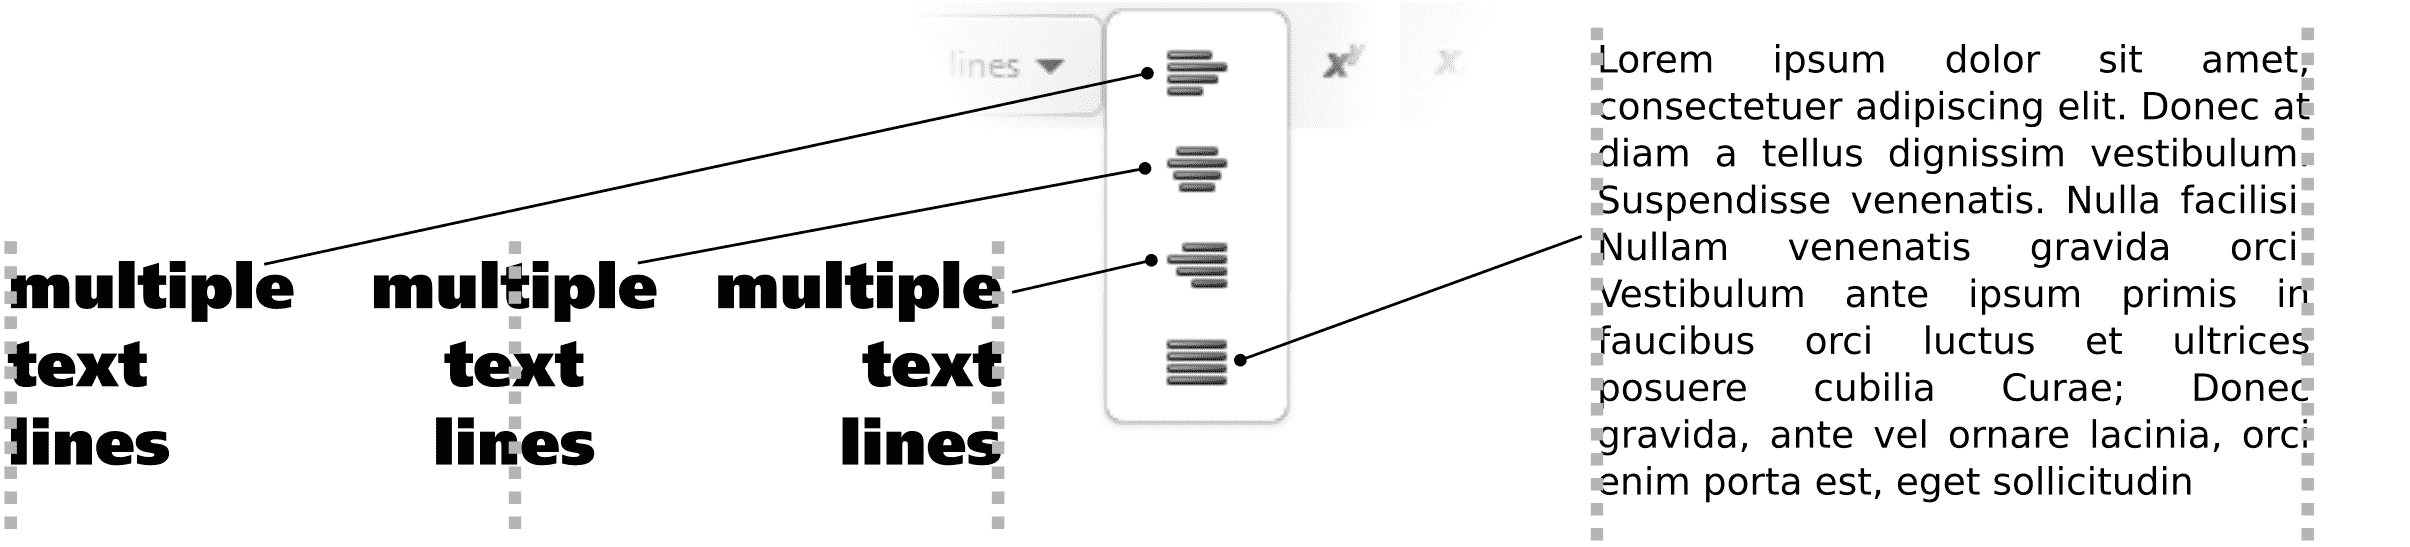 lines
xy
x
multiple
text
lines
multiple
text
lines
multiple
text
lines
Lorem ipsum dolor sit amet,
consectetuer adipiscing elit. Donec at
diam a tellus dignissim vestibulum.
Suspendisse venenatis. Nulla facilisi
Nullam venenatis gravida orci
Vestibulum ante ipsum primis in
faucibus orci luctus et ultrices
posuere cubilia Curae; Donec
gravida, ante vel ornare lacinia, orci
enim porta est, eget sollicitudin